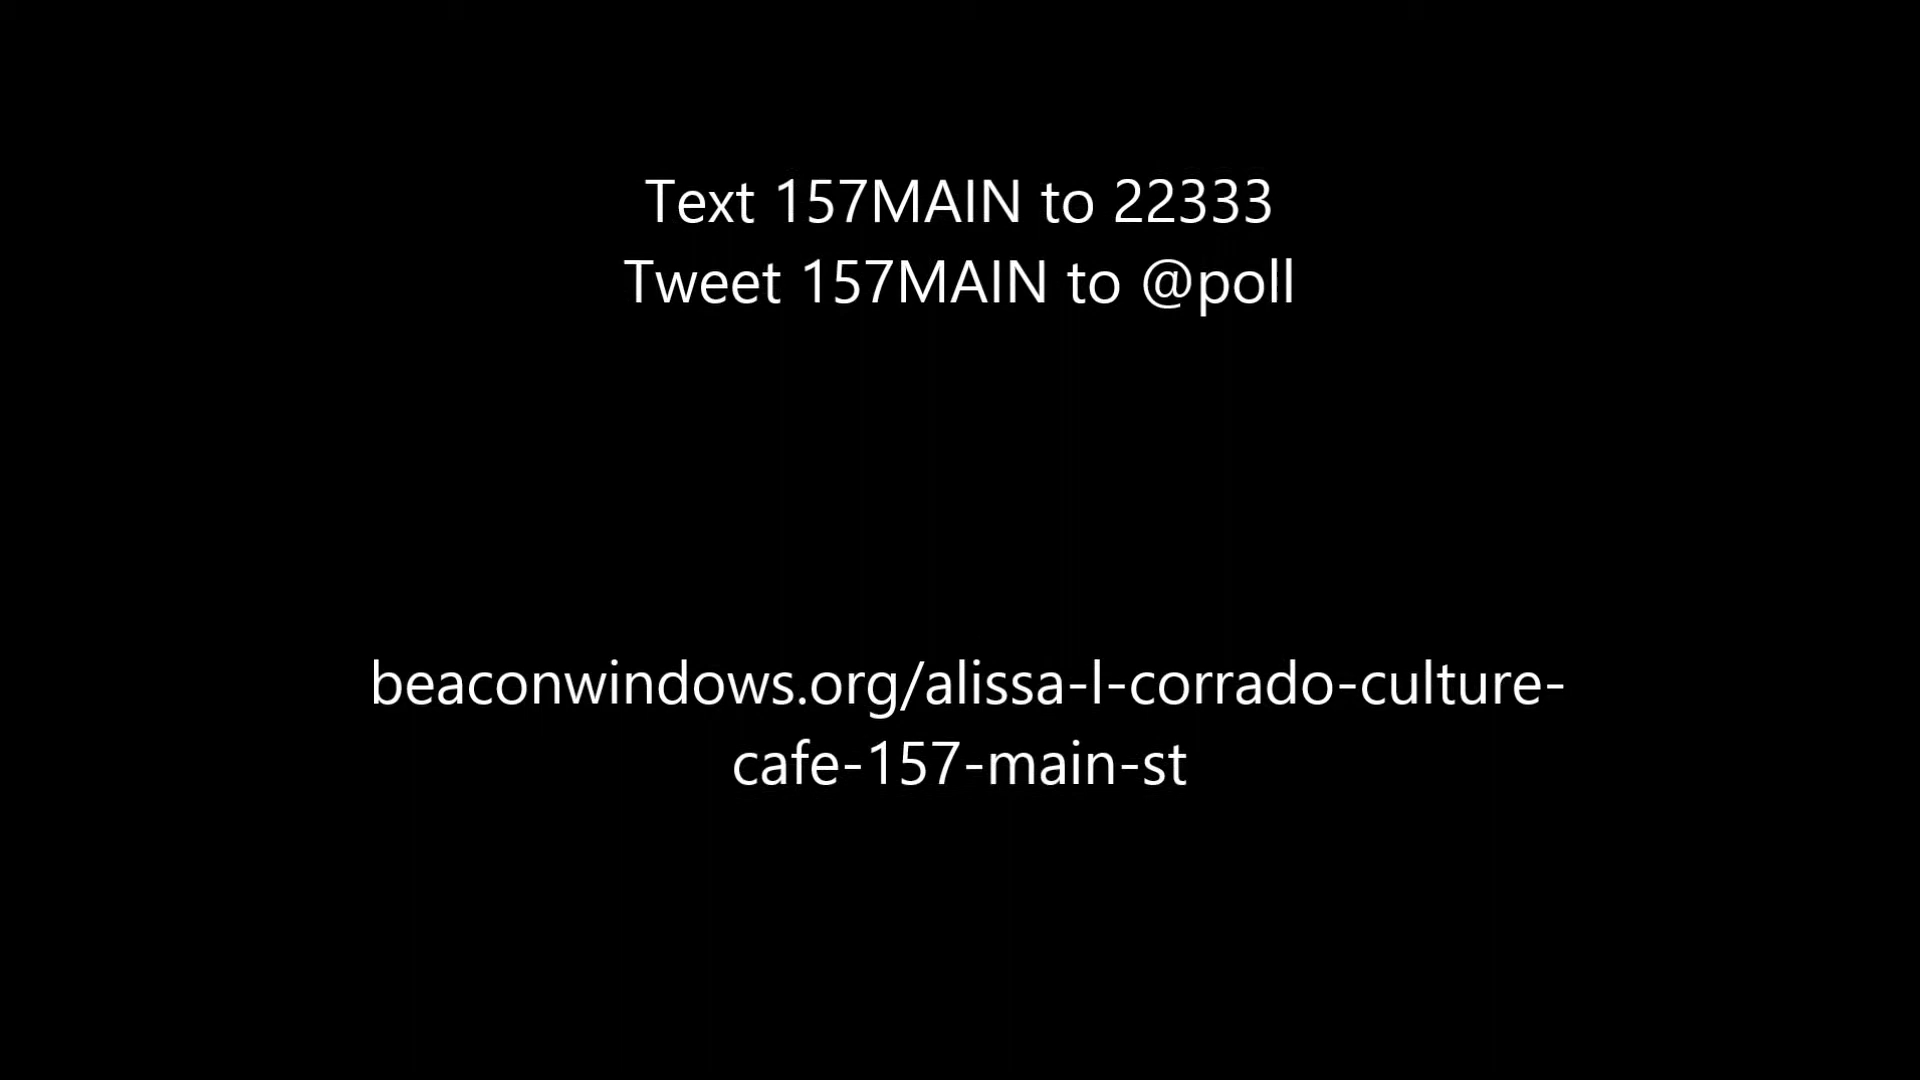 Text 157MAIN to 22333
Tweet 157MAIN to @poll
beaconwindows.org/alissa-l-corrado-culture-
cafe-157-main-st